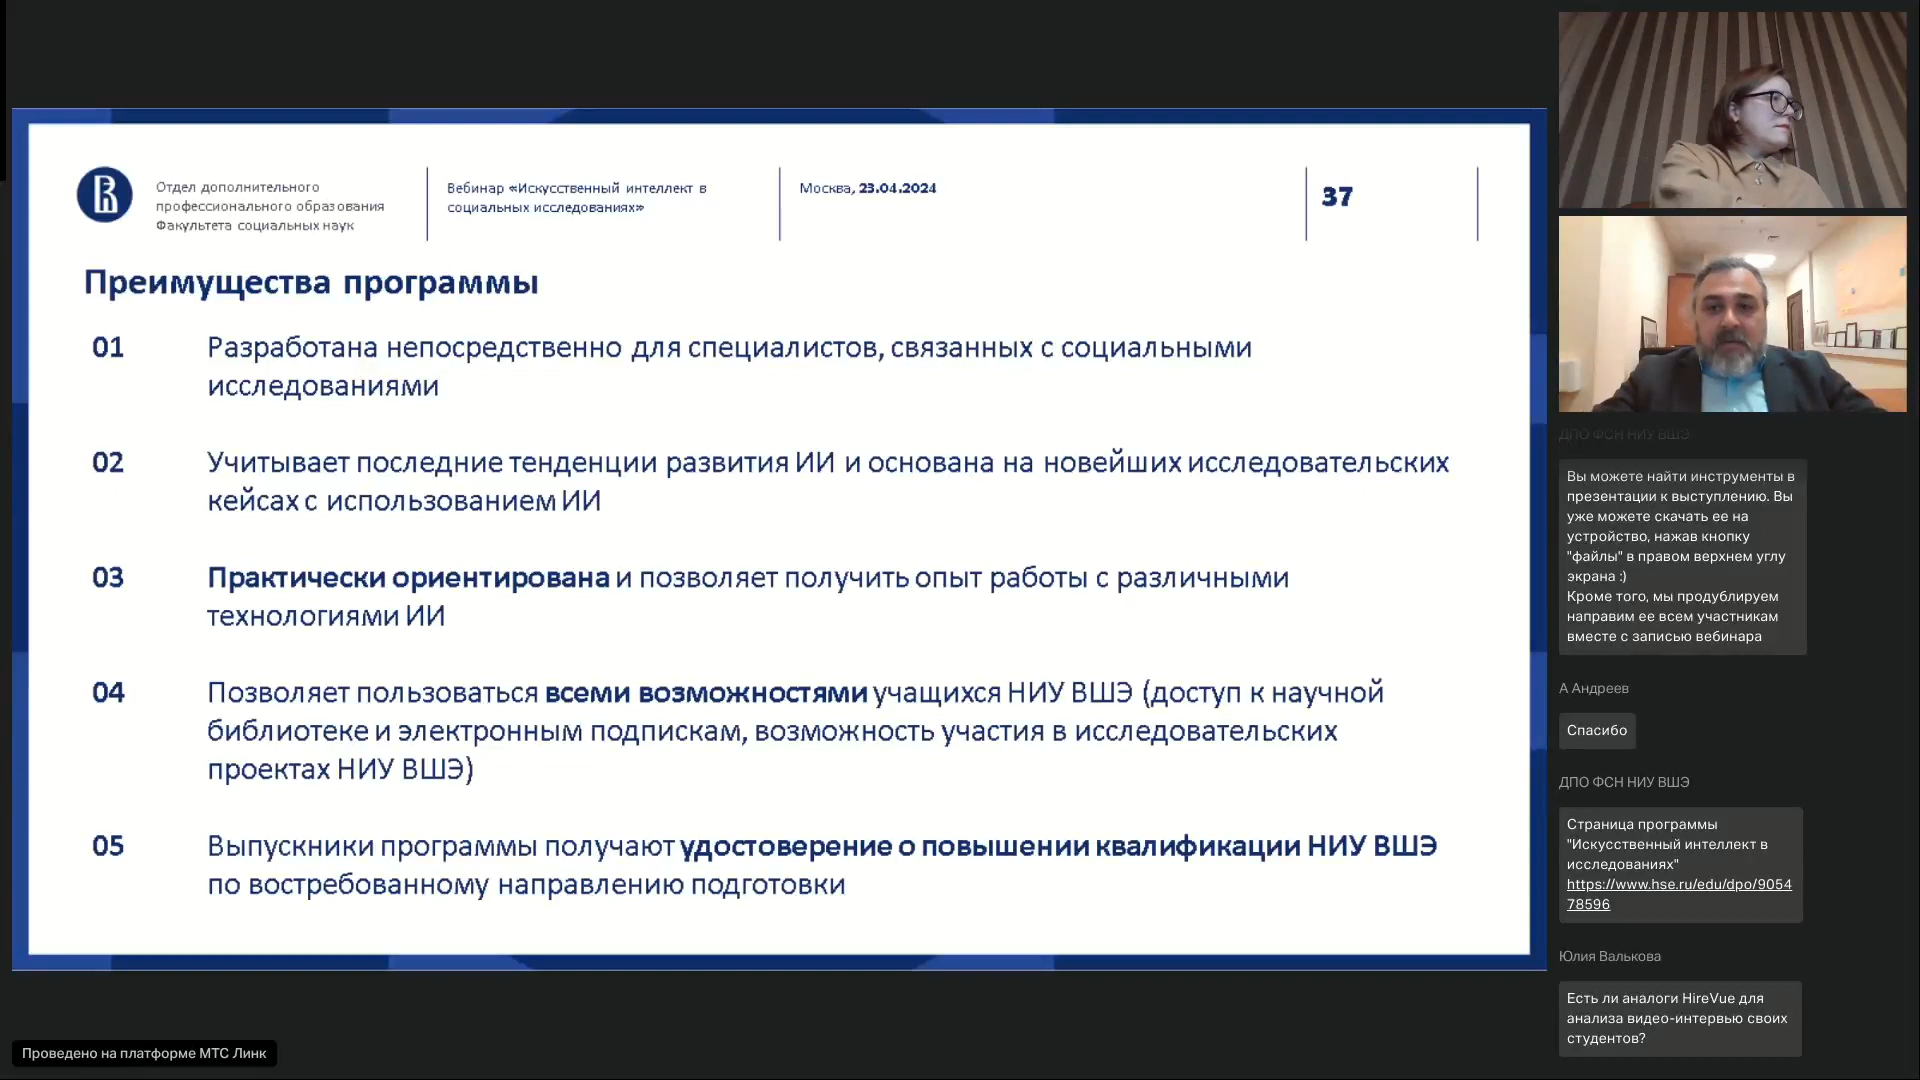 Отдел дополнительного
профессионального образования
Факультета социальных наук
Вебинар «Искусственный интеллект в
социальных исследованиях»
Москва, 23.04.2024
37
Преимущества программы
01
Разработана непосредственно для специалистов, связанных с социальными
исследованиями
02
Учитывает последние тенденции развития ИИ и основана на новейших исследовательских
кейсах с использованием ИИ
03
Практически ориентирована и позволяет получить опыт работы с различными
технологиями ИИ
04
Позволяет пользоваться всеми возможностями учащихся НИУ ВШЭ (доступ к научной
библиотеке и электронным подпискам, возможность участия в исследовательских
проектах НИУ ВШЭ)
05
Выпускники программы получают удостоверение о повышении квалификации НИУ ВШЭ
по востребованному направлению подготовки
ДПО ФСН НИУ ВШЭ
Вы можете найти инструменты в
презентации к выступлению. Вы
уже можете скачать ее на
устройство, нажав кнопку
"файлы" в правом верхнем углу
экрана :)
Кроме того, мы продублируем
направим ее всем участникам
вместе с записью вебинара
А Андреев
Спасибо
ДПО ФСН НИУ ВШЭ
Страница программы
"Искусственный интеллект в
исследованиях"
https://www.hse.ru/edu/dpo/9054
78596
Юлия Валькова
Есть ли аналоги HireVue для
анализа видео-интервью своих
студентов?
Проведено на платформе МТС Линк